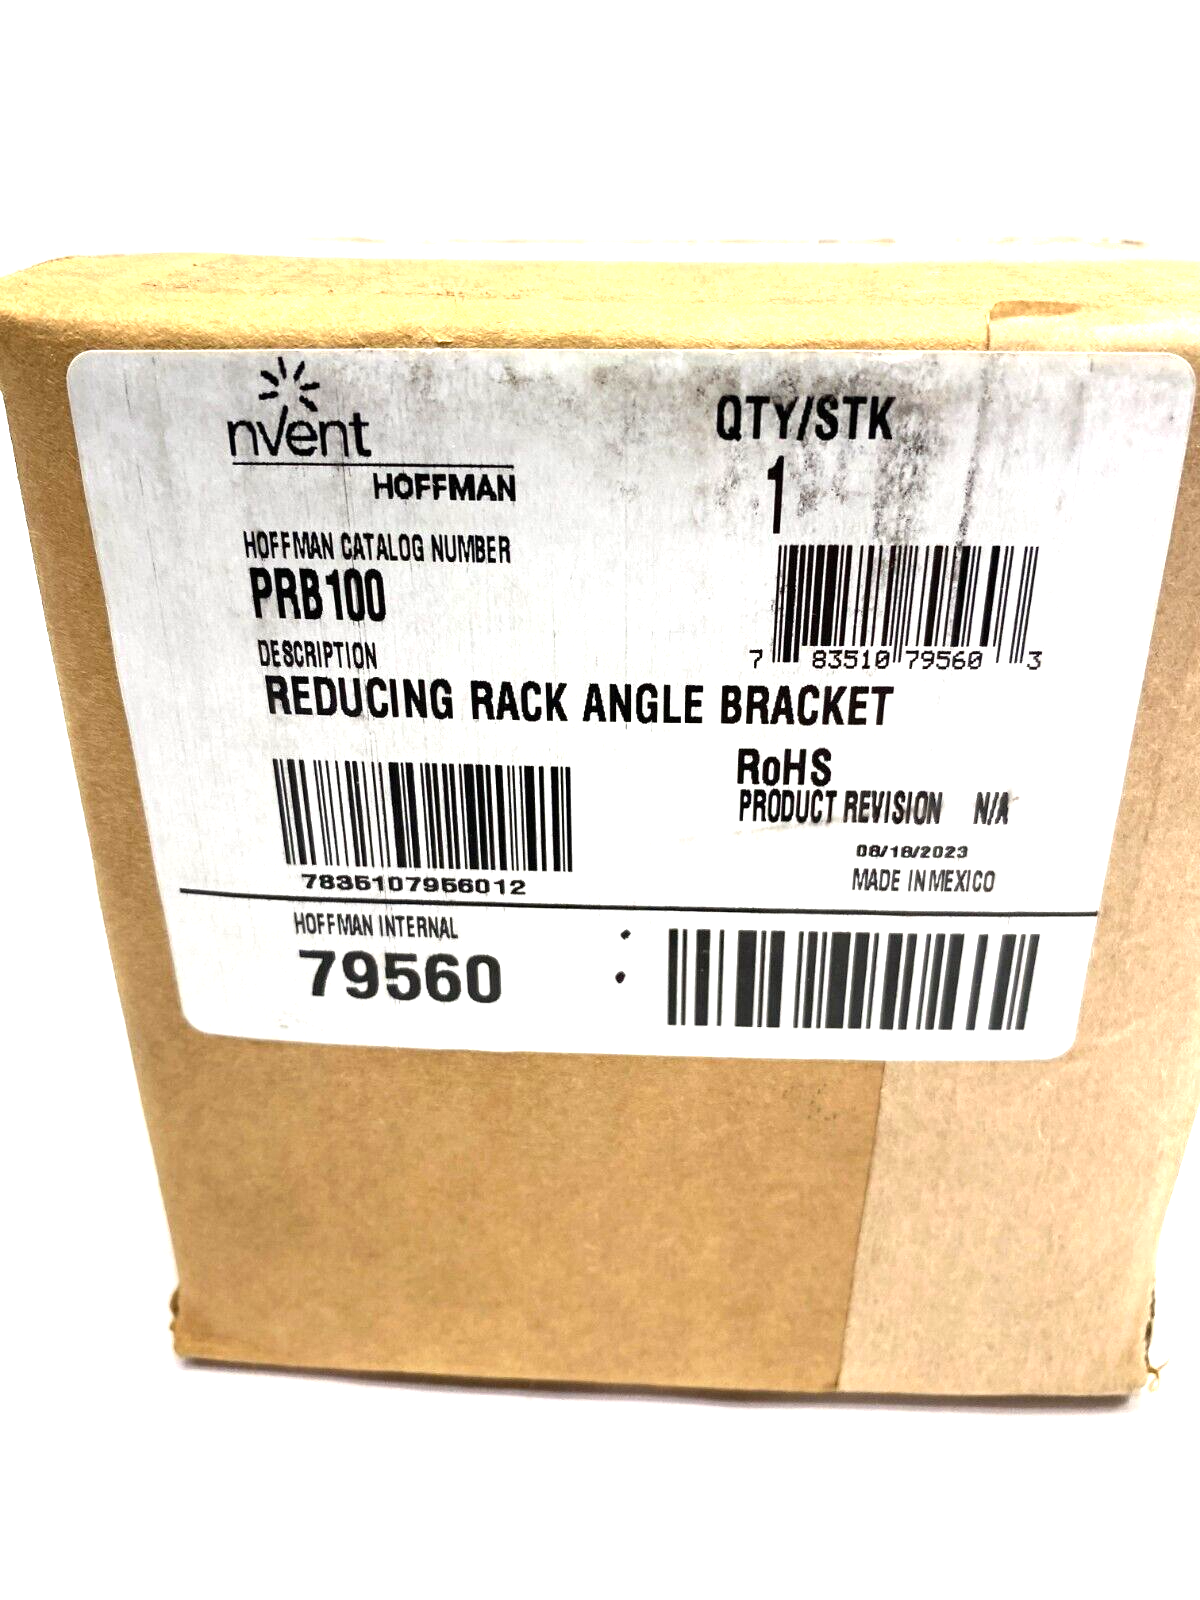 nVent
HOFFMAN
QTY/STK
1
HOFFMAN CATALOG NUMBER
PRB100
7 83510 79560 3
DESCRIPTION
REDUCING RACK ANGLE BRACKET
RoHS
PRODUCT REVISION N/A
08/18/2023
MADE IN MEXICO
7835107956012
HOFFMAN INTERNAL
79560